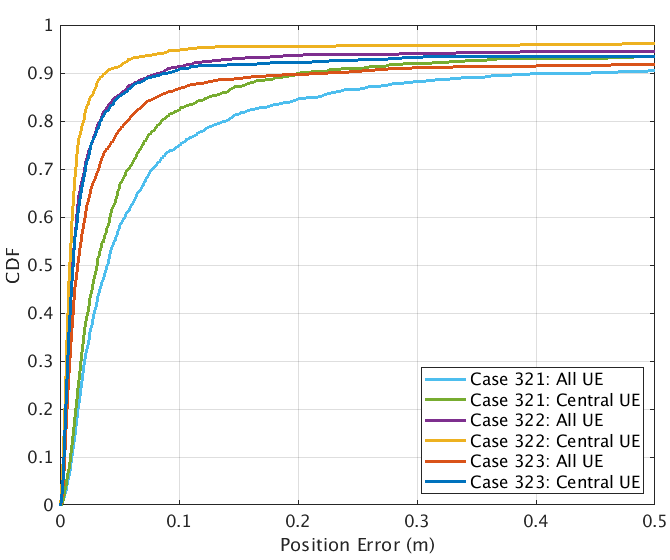 1
0.9
0.8
0.7
0.6
0.5
0.4
0.3
0.2
0.1
0
CDF
Case 321: All UE
Case 321: Central UE
Case 322: All UE
Case 322: Central UE
Case 323: All UE
Case 323: Central UE
0 0.1 0.2 0.3 0.4 0.5
Position Error (m)